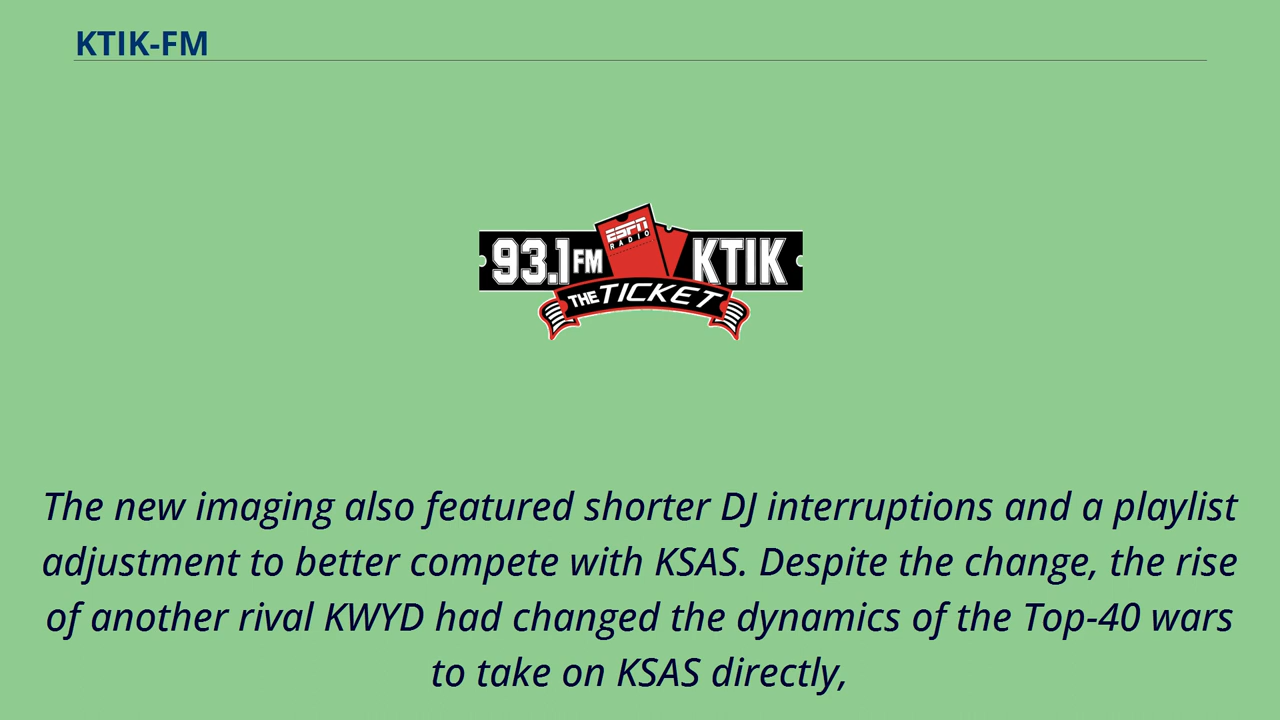 KTIK-FM
93.1 FM ESPN RADIO KTIK
THE TICKET
The new imaging also featured shorter DJ interruptions and a playlist
adjustment to better compete with KSAS. Despite the change, the rise
of another rival KWYD had changed the dynamics of the Top-40 wars
to take on KSAS directly,